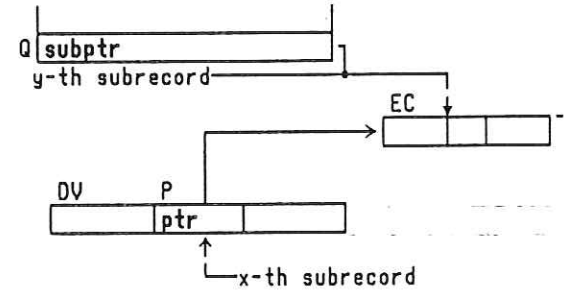 Q subptr
y-th subrecord
EC
DV P
ptr
x-th subrecord